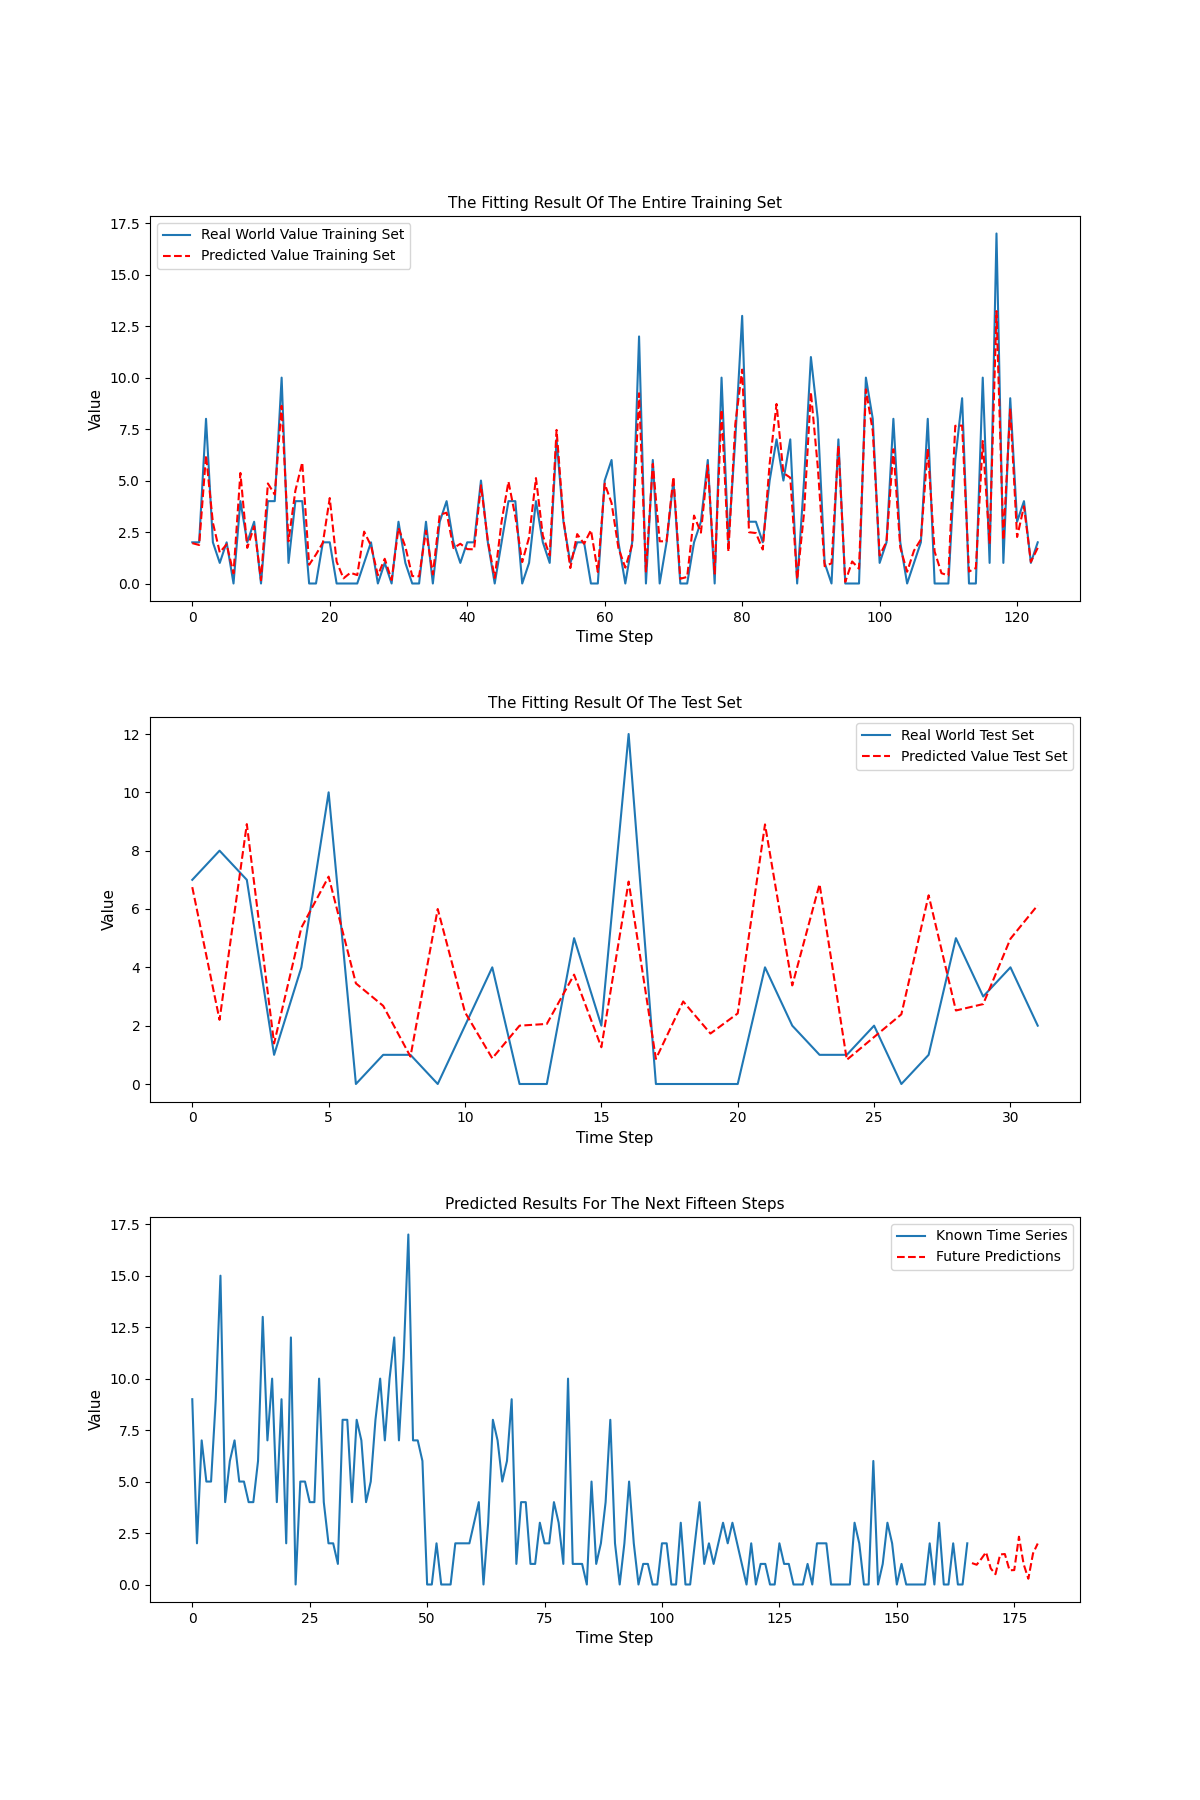 The Fitting Result Of The Entire Training Set
17.5
15.0
12.5
10.0
7.5
5.0
2.5
0.0
Value
Real World Value Training Set
Predicted Value Training Set
0 20 40 60 80 100 120
Time Step
The Fitting Result Of The Test Set
12
10
8
6
4
2
0
Value
Real World Test Set
Predicted Value Test Set
0 5 10 15 20 25 30
Time Step
Predicted Results For The Next Fifteen Steps
17.5
15.0
12.5
10.0
7.5
5.0
2.5
0.0
Value
Known Time Series
Future Predictions
0 25 50 75 100 125 150 175
Time Step